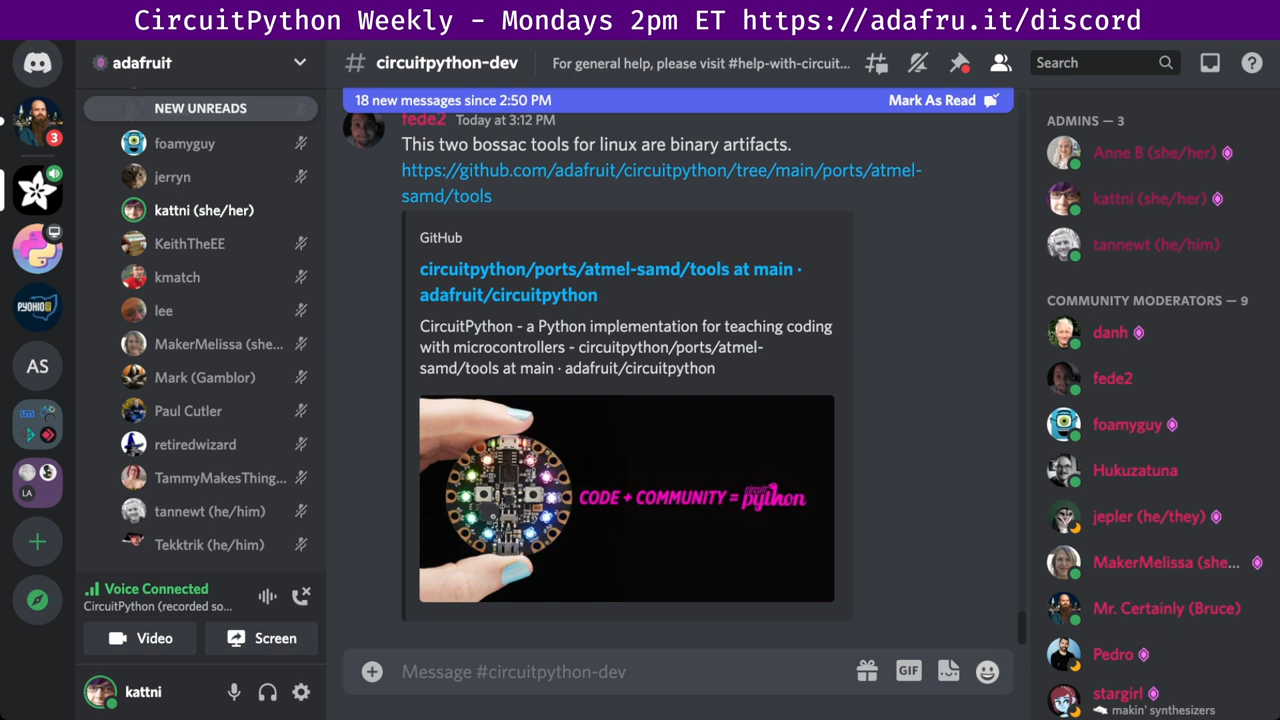 CircuitPython Weekly - Mondays 2pm ET https://adafru.it/discord
adafruit
NEW UNREADS
foamyguy
jerryn
kattni (she/her)
KeithTheEE
kmatch
lee
MakerMelissa (she...
Mark (Gamblor)
Paul Cutler
retiredwizard
TammyMakesThing...
tannewt (he/him)
Tekktrik (he/him)
Voice Connected
CircuitPython (recorded so...
Video
Screen
kattni
3
PYOHIO
AS
LA
# circuitpython-dev
For general help, please visit #help-with-circuit...
Search
18 new messages since 2:50 PM
Mark As Read
fede2 Today at 3:12 PM
This two bossac tools for linux are binary artifacts.
https://github.com/adafruit/circuitpython/tree/main/ports/atmel-
samd/tools
GitHub
circuitpython/ports/atmel-samd/tools at main ·
adafruit/circuitpython
CircuitPython - a Python implementation for teaching coding
with microcontrollers - circuitpython/ports/atmel-
samd/tools at main · adafruit/circuitpython
CODE + COMMUNITY = circuit python
Message #circuitpython-dev
GIF
ADMINS — 3
Anne B (she/her)
kattni (she/her)
tannewt (he/him)
COMMUNITY MODERATORS — 9
danh
fede2
foamyguy
Hukuzatuna
jepler (he/they)
MakerMelissa (she...
Mr. Certainly (Bruce)
Pedro
stargirl
makin' synthesizers